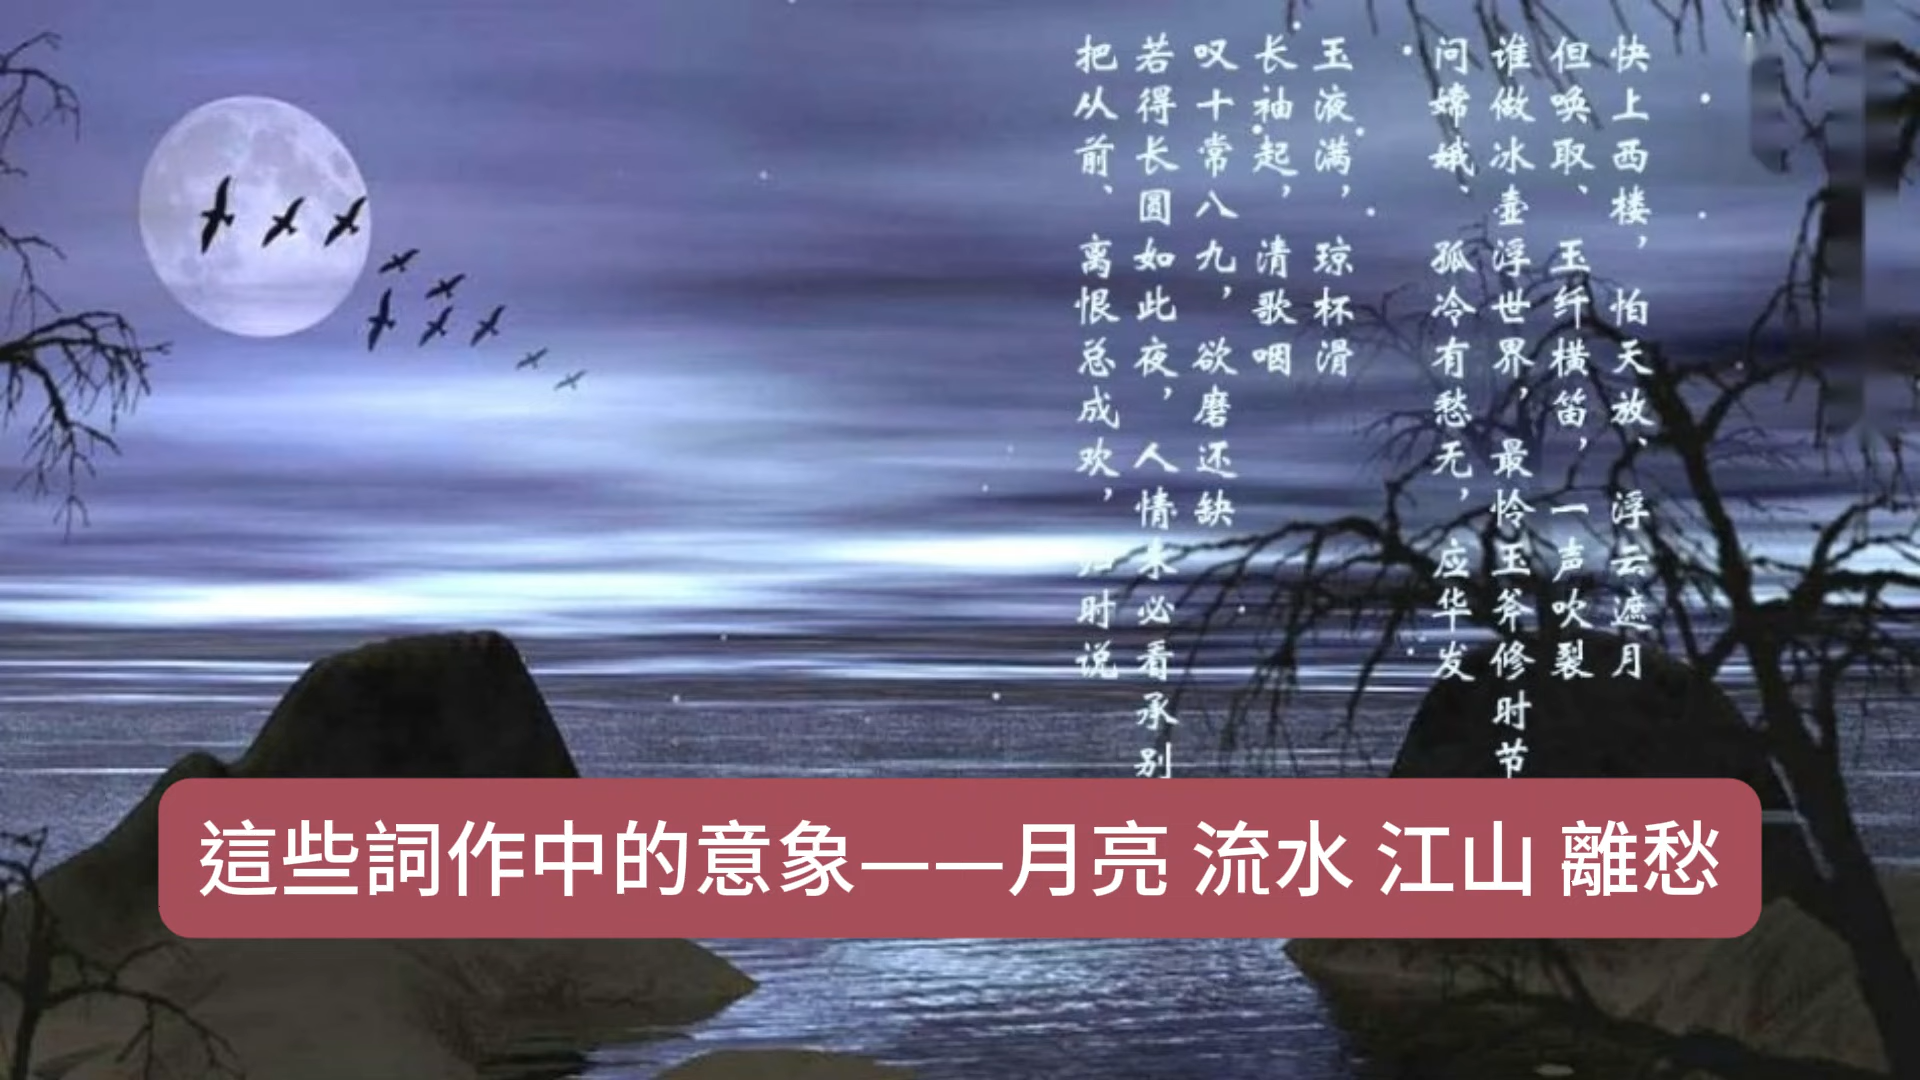 快上西楼，怕天放、浮云遮月
但唤取、玉纤横笛，一声吹裂
谁做冰壶浮世界，最怜玉斧修时节
问嫦娥、孤冷有愁无，应华发
玉液满，琼杯滑
长袖起，清歌咽
叹十常八九，欲磨还缺
若得长圆如此夜，人情未必看承别
把从前、离恨总成欢，时说
這些詞作中的意象——月亮 流水 江山 離愁